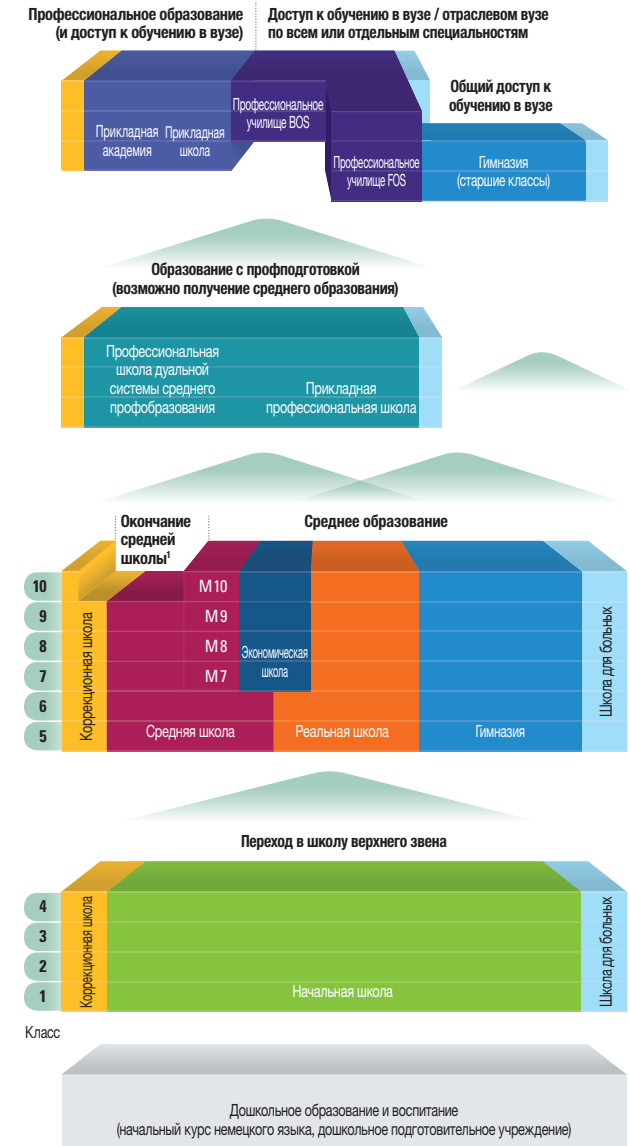 Профессиональное образование
(и доступ к обучению в вузе)
Доступ к обучению в вузе / отраслевом вузе
по всем или отдельным специальностям
Общий доступ к
обучению в вузе
Прикладная
академия
Прикладная
школа
Профессиональное
училище BOS
Профессиональное
училище FOS
Гимназия
(старшие классы)
Образование с профподготовкой
(возможно получение среднего образования)
Профессиональная
школа дуальной
системы среднего
профобразования
Прикладная
профессиональная школа
Окончание
средней
школы¹
Среднее образование
10
9
8
7
6
5
Коррекционная школа
M 10
M 9
M 8
M 7
Экономическая
школа
Средняя школа
Реальная школа
Гимназия
Школа для больных
Переход в школу верхнего звена
4
3
2
1
Коррекционная школа
Начальная школа
Школа для больных
Класс
Дошкольное образование и воспитание
(начальный курс немецкого языка, дошкольное подготовительное учреждение)